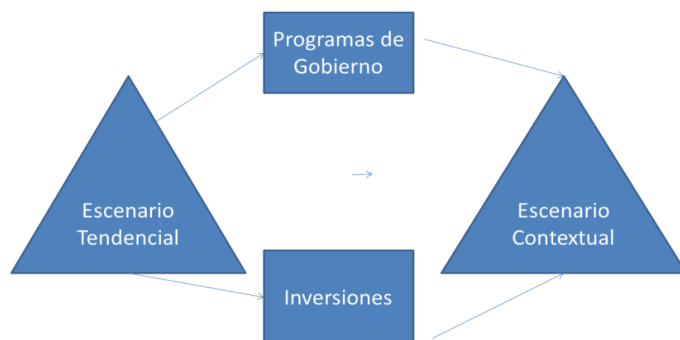 Programas de
Gobierno
Escenario
Tendencial
Escenario
Contextual
Inversiones